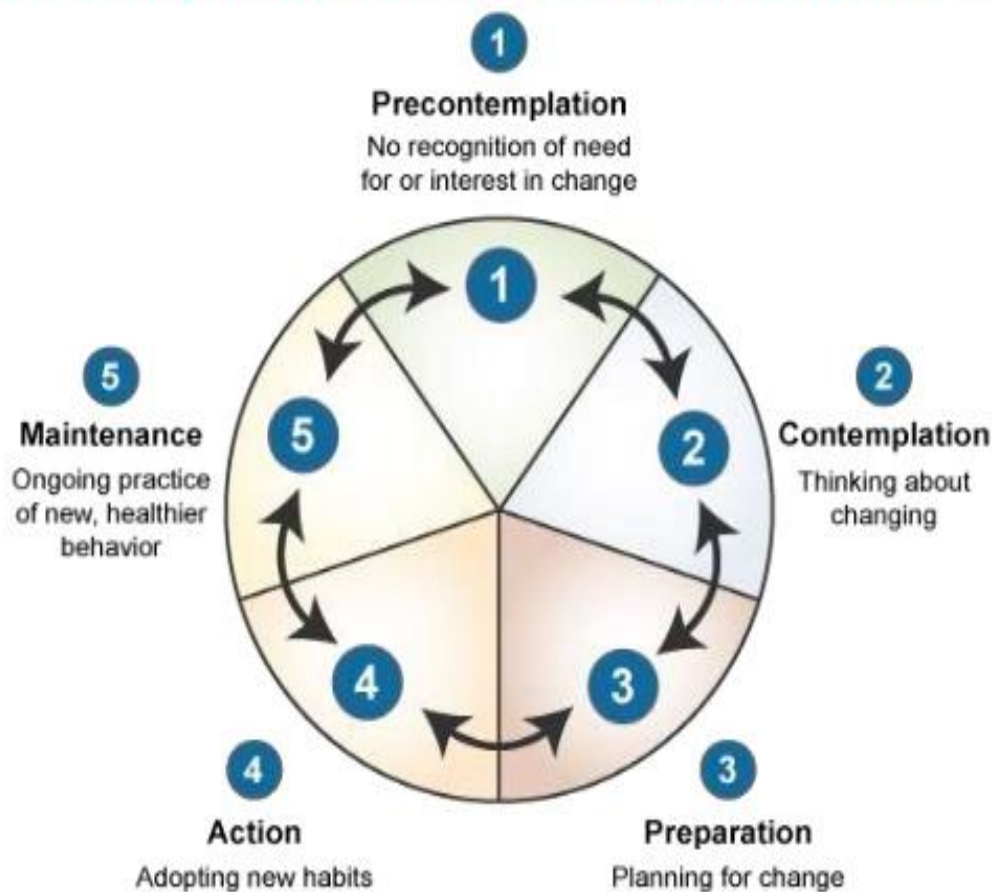 1
Precontemplation
No recognition of need
for or interest in change
1
5
Maintenance
Ongoing practice
of new, healthier
behavior
5
2
2
Contemplation
Thinking about
changing
4
3
4
Action
Adopting new habits
3
Preparation
Planning for change